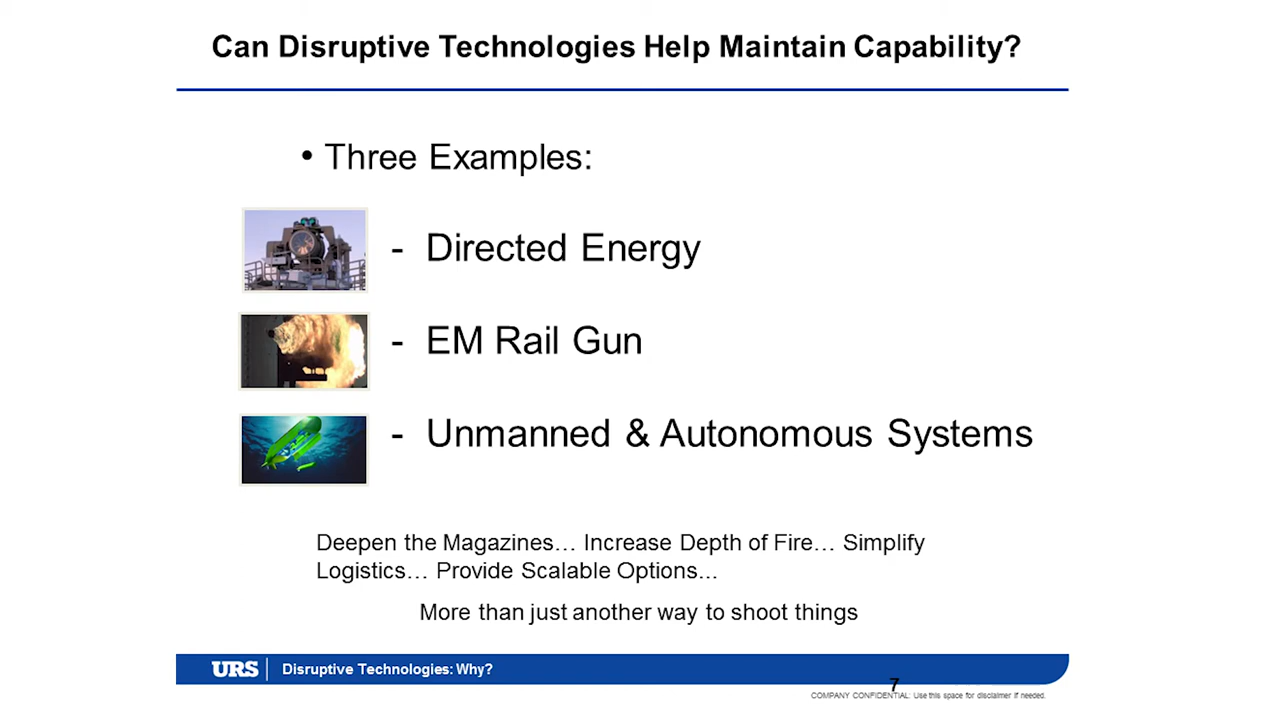 Can Disruptive Technologies Help Maintain Capability?
• Three Examples:
- Directed Energy
- EM Rail Gun
- Unmanned & Autonomous Systems
Deepen the Magazines… Increase Depth of Fire… Simplify
Logistics… Provide Scalable Options...
More than just another way to shoot things
URS Disruptive Technologies: Why?
7
COMPANY CONFIDENTIAL: Use this space for disclaimer if needed.